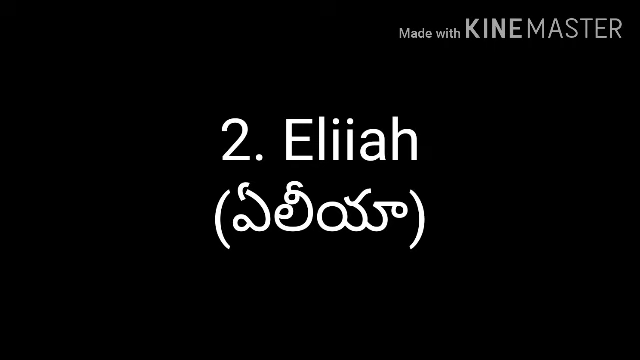 Made with KINEMASTER
2. Eliiah
(ఏలీయా)